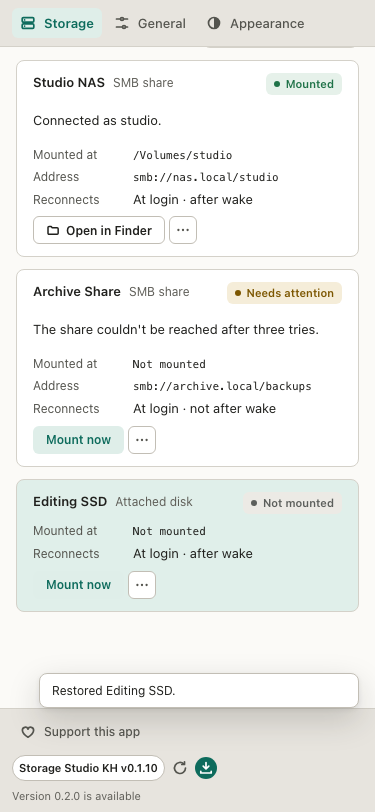 Storage General Appearance
Studio NAS SMB share Mounted
Connected as studio.
Mounted at /Volumes/studio
Address smb://nas.local/studio
Reconnects At login · after wake
Open in Finder ···
Archive Share SMB share Needs attention
The share couldn't be reached after three tries.
Mounted at Not mounted
Address smb://archive.local/backups
Reconnects At login · not after wake
Mount now ···
Editing SSD Attached disk Not mounted
Mounted at Not mounted
Reconnects At login · after wake
Mount now ···
Restored Editing SSD.
Support this app
Storage Studio KH v0.1.10
Version 0.2.0 is available